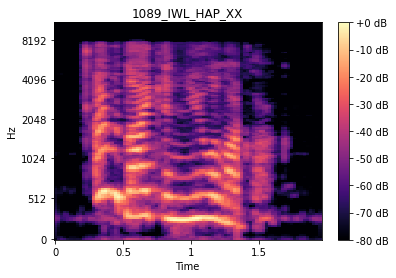 1089_IWL_HAP_XX
8192
4096
2048
1024
512
0
Hz
0
0.5
1
1.5
Time
+0 dB
-10 dB
-20 dB
-30 dB
-40 dB
-50 dB
-60 dB
-70 dB
-80 dB